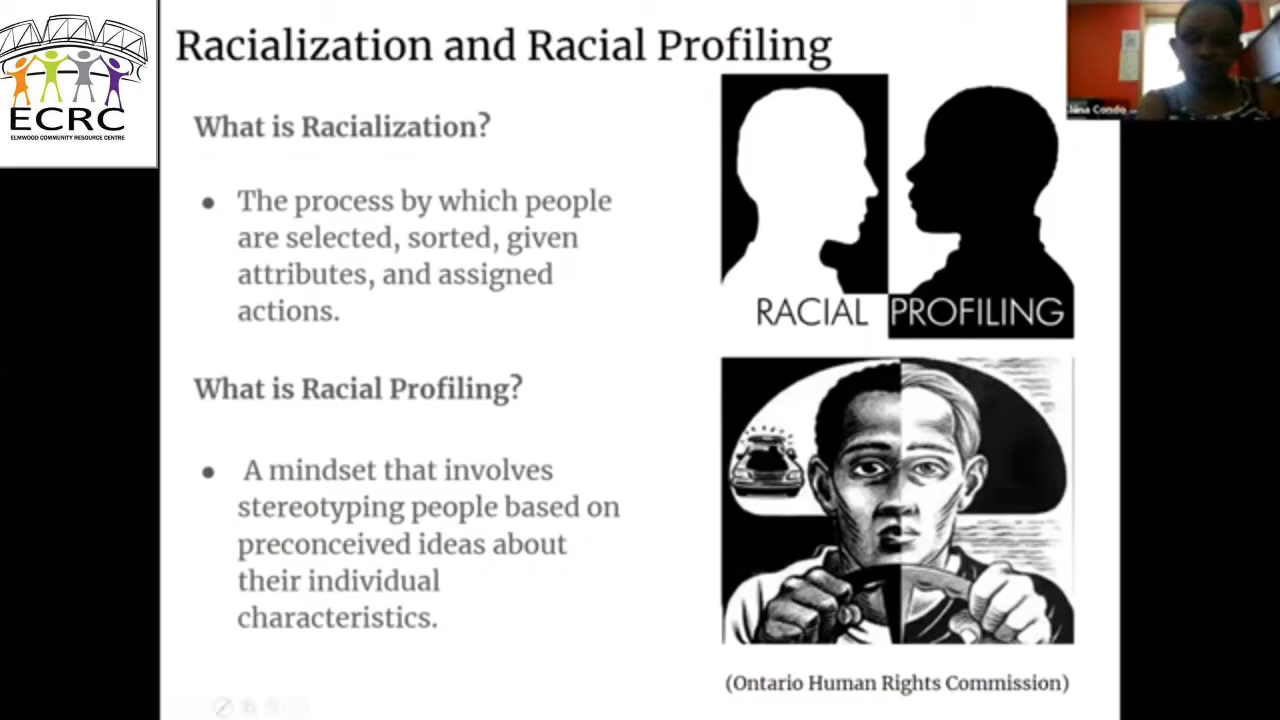 Racialization and Racial Profiling
ECRC
ELMWOOD COMMUNITY RESOURCE CENTRE
What is Racialization?
● The process by which people
are selected, sorted, given
attributes, and assigned
actions.
What is Racial Profiling?
● A mindset that involves
stereotyping people based on
preconceived ideas about
their individual
characteristics.
RACIAL PROFILING
(Ontario Human Rights Commission)
Nina Condo